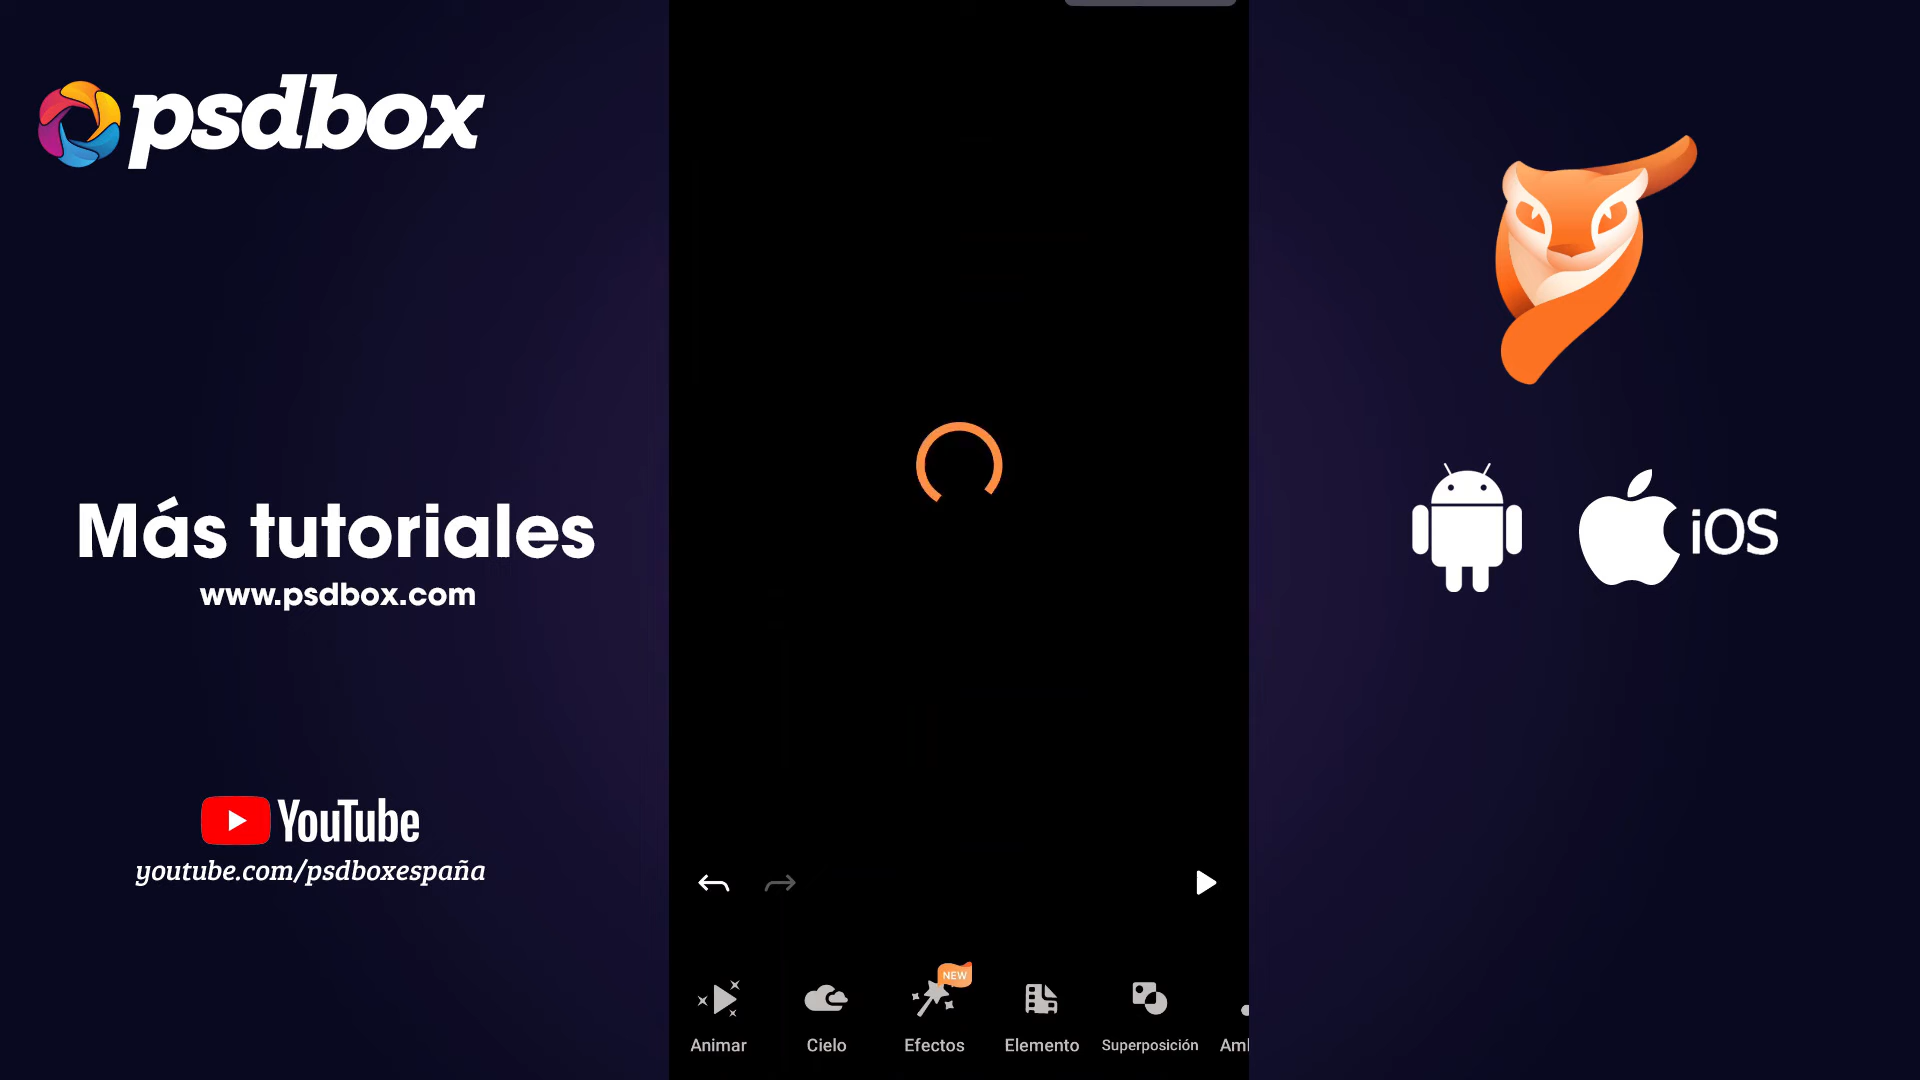 psdbox
Más tutoriales
www.psdbox.com
YouTube
youtube.com/psdboxespaña
iOS
NEW
Animar
Cielo
Efectos
Elemento
Superposición